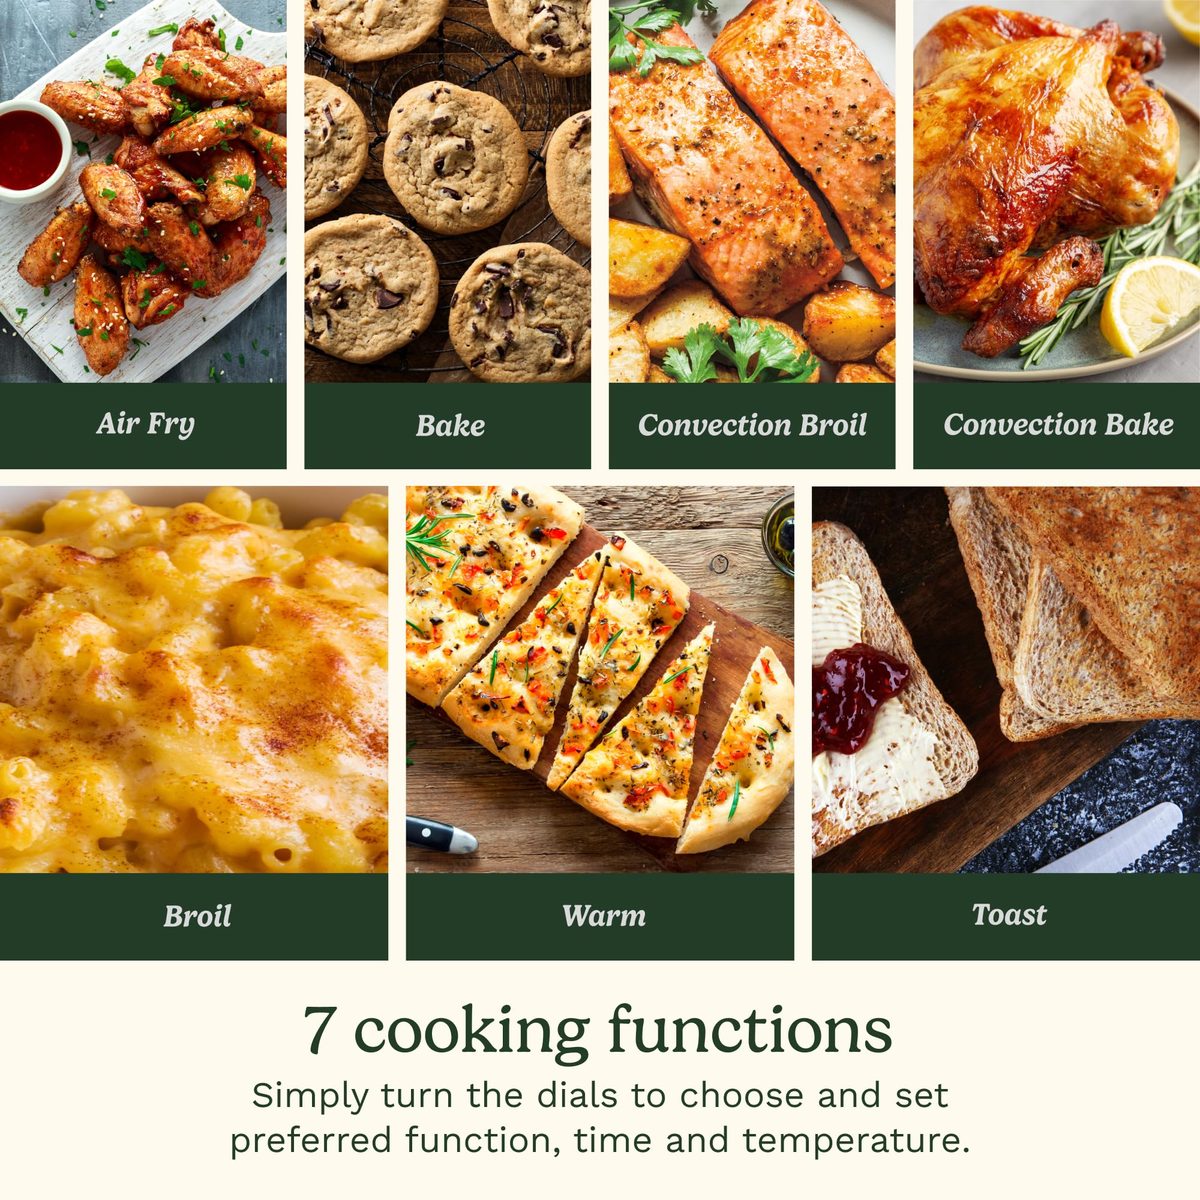 Air Fry
Bake
Convection Broil
Convection Bake
Broil
Warm
Toast
7 cooking functions
Simply turn the dials to choose and set
preferred function, time and temperature.